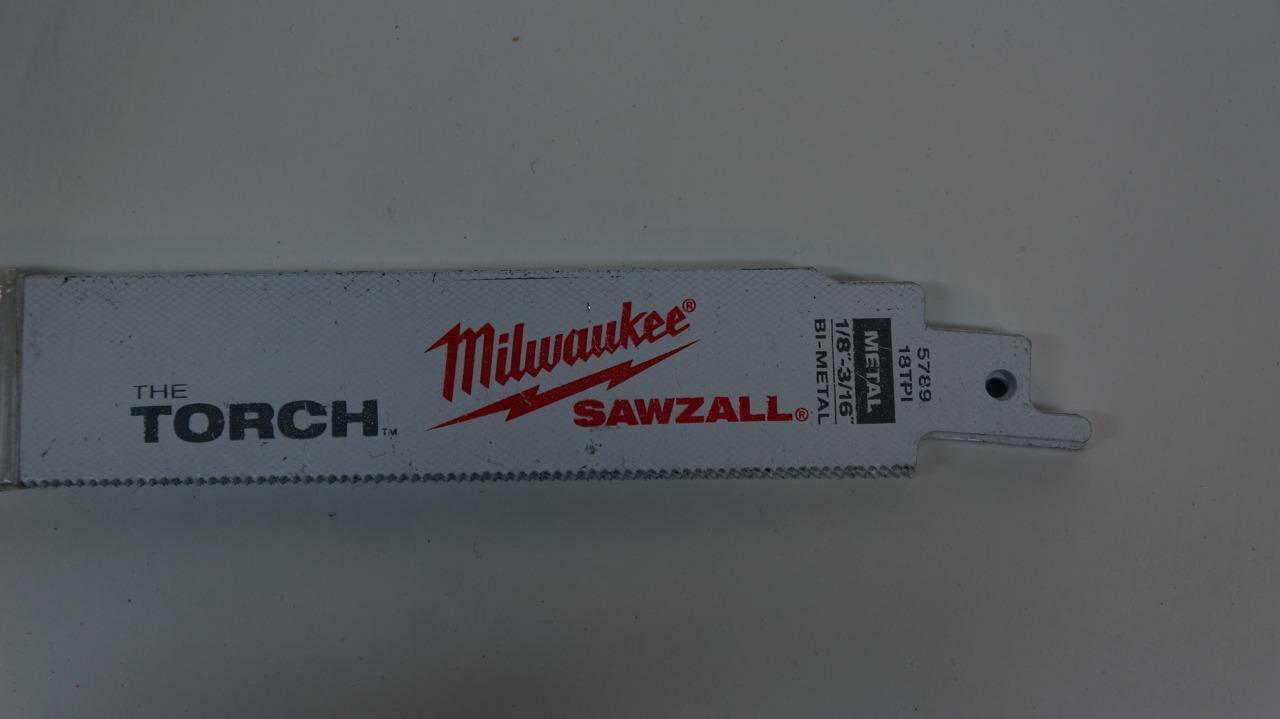 THE
TORCH™
Milwaukee®
SAWZALL®
5789
18TPI
METAL
1/8"-3/16"
BI-METAL